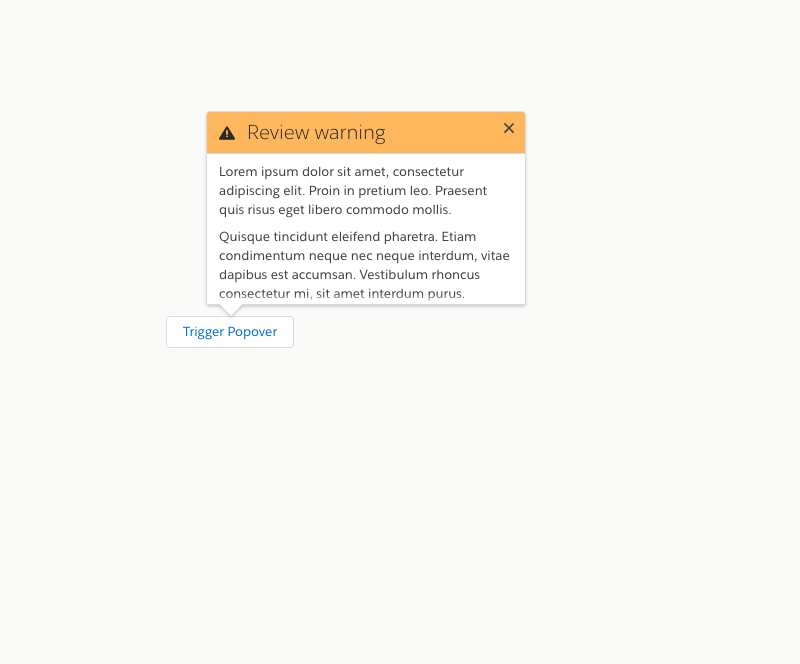 Review warning
Lorem ipsum dolor sit amet, consectetur
adipiscing elit. Proin in pretium leo. Praesent
quis risus eget libero commodo mollis.
Quisque tincidunt eleifend pharetra. Etiam
condimentum neque nec neque interdum, vitae
dapibus est accumsan. Vestibulum rhoncus
consectetur mi, sit amet interdum purus.
Trigger Popover